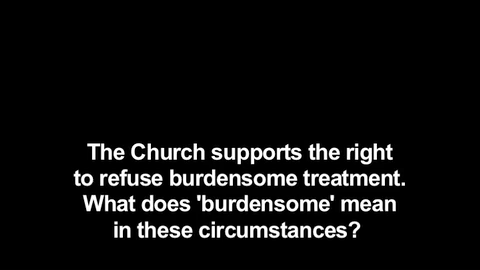 The Church supports the right
to refuse burdensome treatment.
What does 'burdensome' mean
in these circumstances?